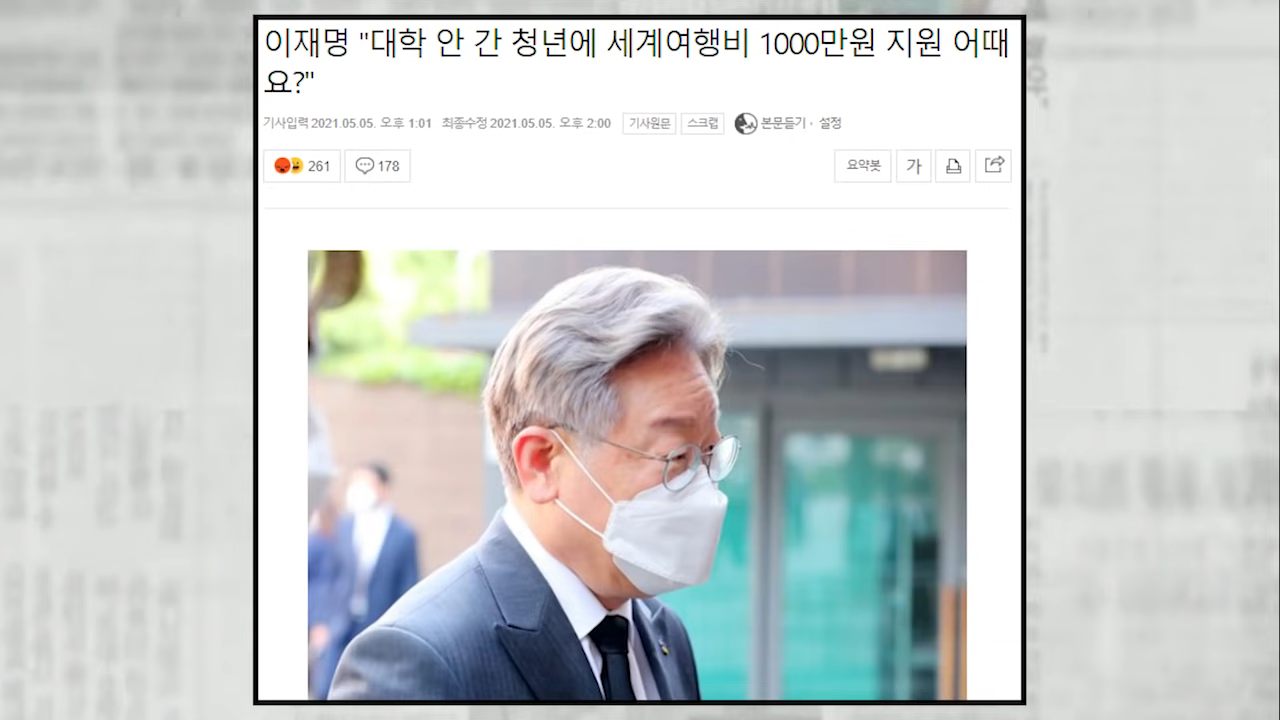 이재명 "대학 안 간 청년에 세계여행비 1000만원 지원 어때
요?"
기사입력 2021.05.05. 오후 1:01 최종수정 2021.05.05. 오후 2:00 기사원문 스크랩 본문듣기 · 설정
261 178 요약봇 가